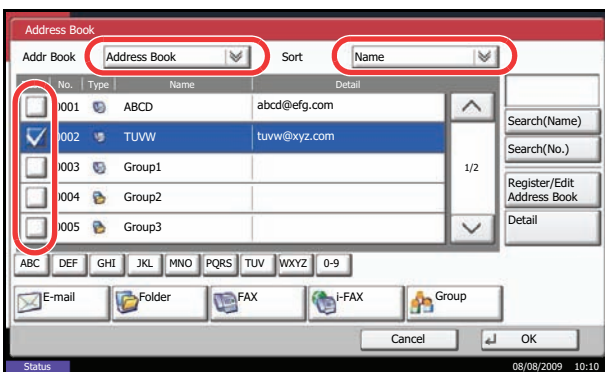 Address Book
Addr Book Address Book Sort Name
No. Type Name Detail
0001 ABCD abcd@efg.com
0002 TUVW tuvw@xyz.com
0003 Group1
0004 Group2
0005 Group3
1/2
Search(Name)
Search(No.)
Register/Edit
Address Book
Detail
ABC DEF GHI JKL MNO PQRS TUV WXYZ 0-9
E-mail Folder FAX i-FAX Group
Cancel OK
Status 08/08/2009 10:10